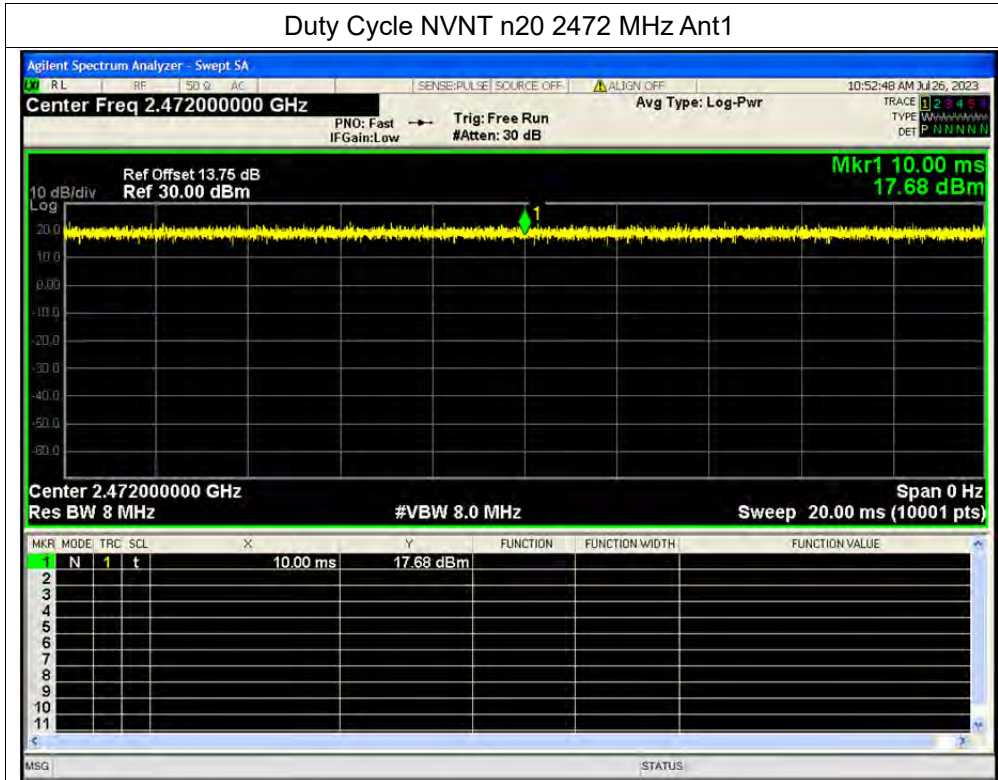 Duty Cycle NVNT n20 2472 MHz Ant1
Agilent Spectrum Analyzer - Swept SA
RL RF 50 Ω AC SENSE:PULSE SOURCE OFF ALIGN OFF 10:52:48 AM Jul 26, 2023
Center Freq 2.472000000 GHz Avg Type: Log-Pwr TRACE 1 2 3 4 5 6
PNO: Fast Trig: Free Run TYPE W
IFGain:Low #Atten: 30 dB DET P N N N N N
Mkr1 10.00 ms
Ref Offset 13.75 dB
10 dB/div Ref 30.00 dBm 17.68 dBm
Log
1
20.0
10.0
0.00
-10.0
-20.0
-30.0
-40.0
-50.0
-60.0
Center 2.472000000 GHz Span 0 Hz
Res BW 8 MHz #VBW 8.0 MHz Sweep 20.00 ms (10001 pts)
MKR MODE TRC SCL X Y FUNCTION FUNCTION WIDTH FUNCTION VALUE
1 N 1 t 10.00 ms 17.68 dBm
2
3
4
5
6
7
8
9
10
11
MSG STATUS